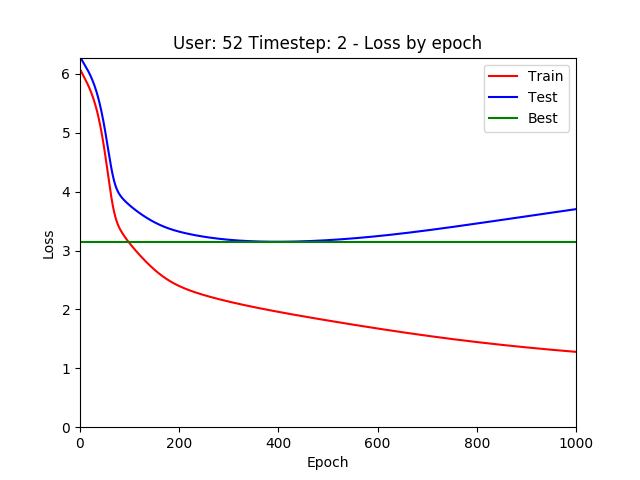 User: 52 Timestep: 2 - Loss by epoch
Train
Test
Best
6
5
4
3
2
1
0
Loss
0 200 400 600 800 1000
Epoch